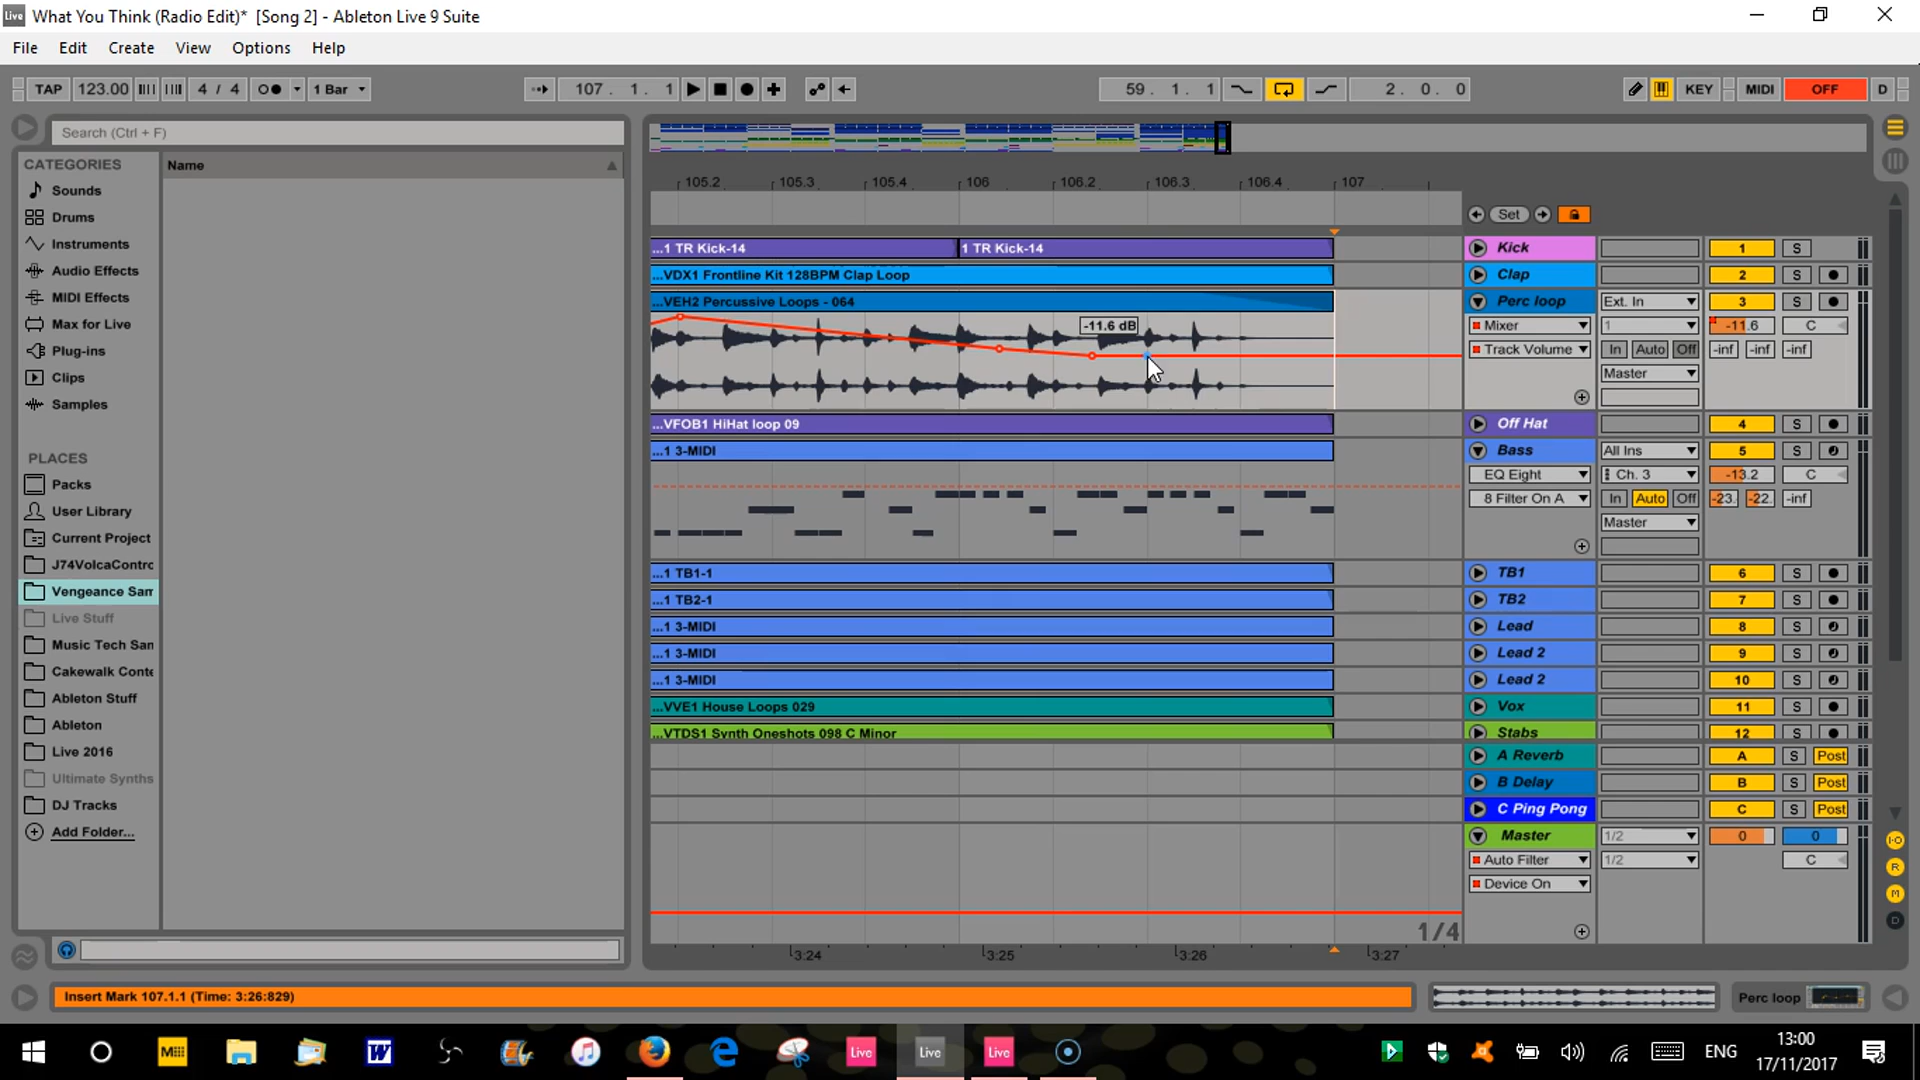 What You Think (Radio Edit)* [Song 2] - Ableton Live 9 Suite
File Edit Create View Options Help
TAP 123.00 4 / 4 1 Bar 107 . 1 . 1 59 . 1 . 1 2 . 0 . 0 KEY MIDI OFF D
Search (Ctrl + F)
CATEGORIES
Sounds
Drums
Instruments
Audio Effects
MIDI Effects
Max for Live
Plug-ins
Clips
Samples
PLACES
Packs
User Library
Current Project
J74VolcaContro
Vengeance Sam
Live Stuff
Music Tech Sam
Cakewalk Conte
Ableton Stuff
Ableton
Live 2016
Ultimate Synths
DJ Tracks
Add Folder...
Name
105.2 105.3 105.4 106 106.2 106.3 106.4 107
Set
...1 TR Kick-14 1 TR Kick-14 Kick 1 S
...VDX1 Frontline Kit 128BPM Clap Loop Clap 2 S
...VEH2 Percussive Loops - 064 Perc loop Ext. In 3 S
-11.6 dB Mixer 1 -11.6 C
Track Volume In Auto Off -inf -inf -inf
Master
...VFOB1 HiHat loop 09 Off Hat 4 S
...1 3-MIDI Bass All Ins 5 S
EQ Eight Ch. 3 -13.2 C
8 Filter On A In Auto Off -23. -22. -inf
Master
...1 TB1-1 TB1 6 S
...1 TB2-1 TB2 7 S
...1 3-MIDI Lead 8 S
...1 3-MIDI Lead 2 9 S
...1 3-MIDI Lead 2 10 S
...VVE1 House Loops 029 Vox 11 S
...VTDS1 Synth Oneshots 098 C Minor Stabs 12 S
A Reverb A S Post
B Delay B S Post
C Ping Pong C S Post
Master 1/2 0 0
Auto Filter 1/2 C
Device On
1/4
3:24 3:25 3:26 3:27
I·O
R
M
D
Insert Mark 107.1.1 (Time: 3:26:829) Perc loop
Live Live Live
ENG
13:00
17/11/2017